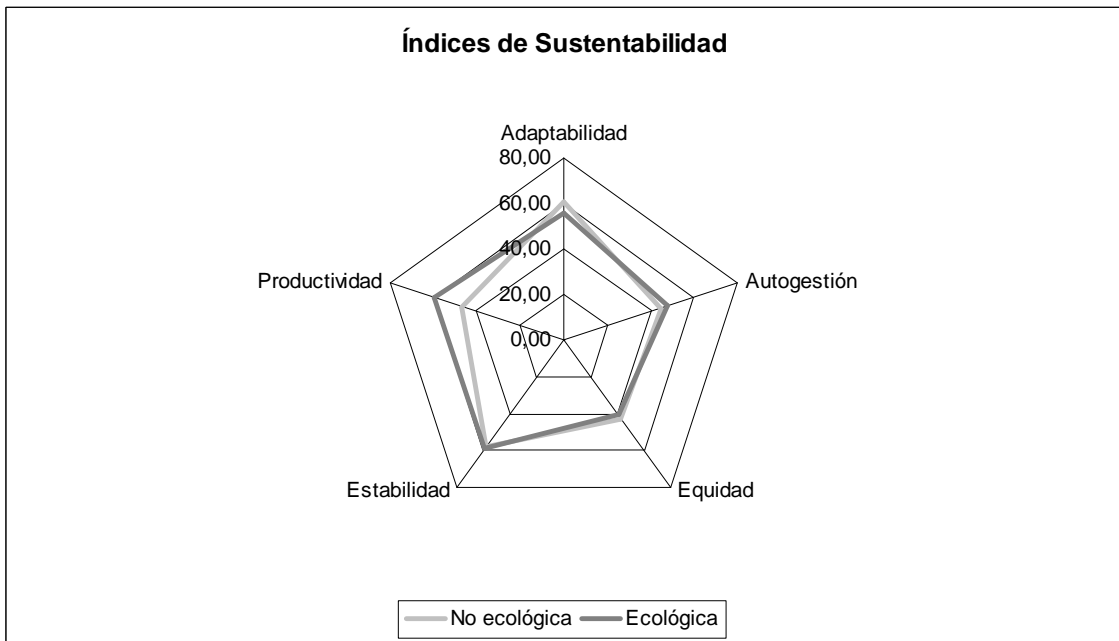 Índices de Sustentabilidad
Adaptabilidad
80,00
60,00
40,00
20,00
0,00
Productividad
Autogestión
Estabilidad
Equidad
No ecológica
Ecológica